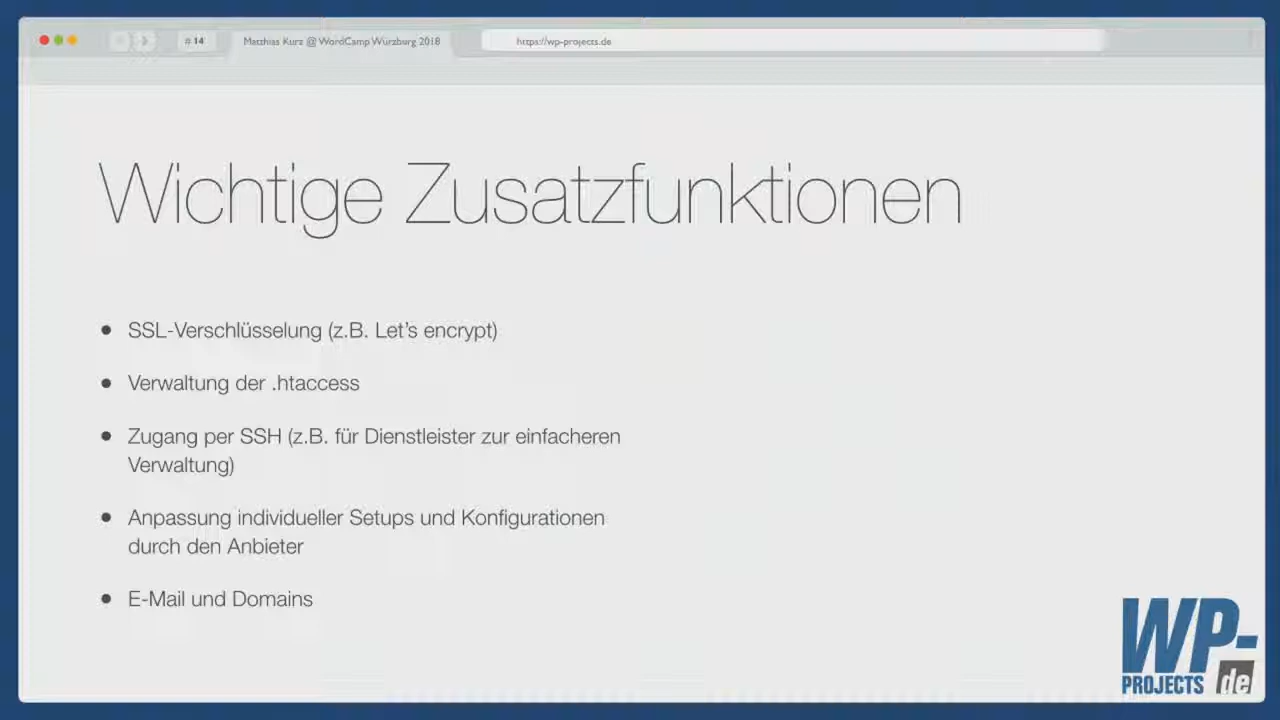 # 14
Matthias Kurz @ WordCamp Würzburg 2018
https://wp-projects.de
Wichtige Zusatzfunktionen
• SSL-Verschlüsselung (z.B. Let's encrypt)
• Verwaltung der .htaccess
• Zugang per SSH (z.B. für Dienstleister zur einfacheren
Verwaltung)
• Anpassung individueller Setups und Konfigurationen
durch den Anbieter
• E-Mail und Domains
WP-
PROJECTS de